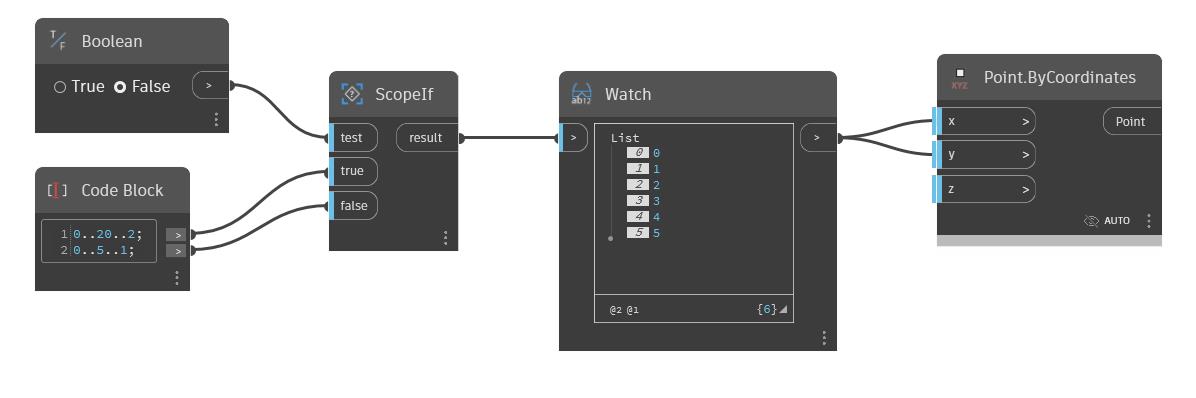 Boolean
True False
>
Code Block
1 0..20..2; >
2 0..5..1; >
ScopeIf
test result
true
false
Watch
> >
List
0 0
1 1
2 2
3 3
4 4
5 5
@2 @1 {6}
Point.ByCoordinates
XYZ
x > Point
y >
z >
AUTO